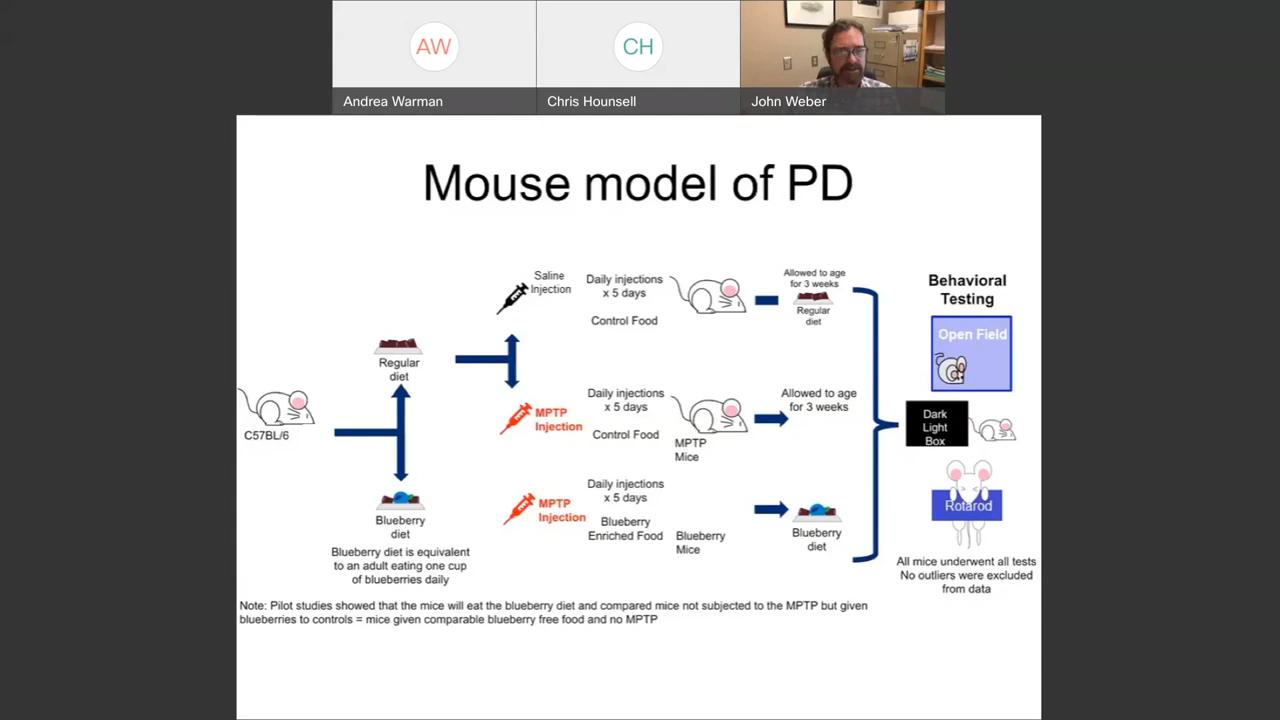 AW
CH
Andrea Warman
Chris Hounsell
John Weber
Mouse model of PD
Saline
Injection
Daily injections
x 5 days
Control Food
Allowed to age
for 3 weeks
Regular
diet
Behavioral
Testing
Open Field
Regular
diet
C57BL/6
MPTP
Injection
Daily injections
x 5 days
Control Food
MPTP
Mice
Allowed to age
for 3 weeks
Dark
Light
Box
Blueberry
diet
Blueberry diet is equivalent
to an adult eating one cup
of blueberries daily
MPTP
Injection
Daily injections
x 5 days
Blueberry
Enriched Food
Blueberry
Mice
Blueberry
diet
Rotarod
All mice underwent all tests
No outliers were excluded
from data
Note: Pilot studies showed that the mice will eat the blueberry diet and compared mice not subjected to the MPTP but given
blueberries to controls = mice given comparable blueberry free food and no MPTP